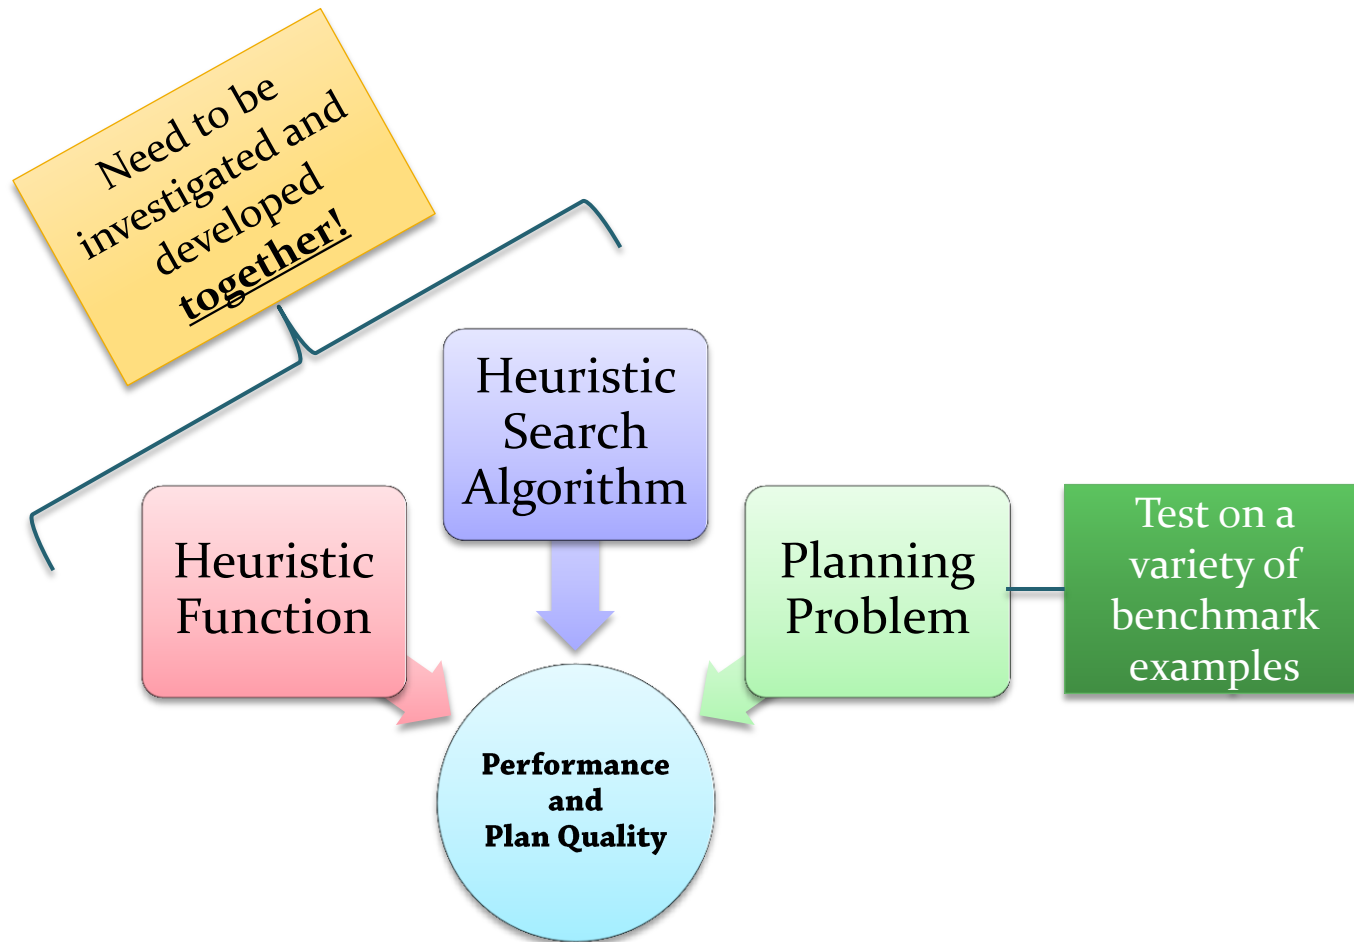 Need to be
investigated and
developed
together!
Heuristic
Search
Algorithm
Heuristic
Function
Planning
Problem
Test on a
variety of
benchmark
examples
Performance
and
Plan Quality